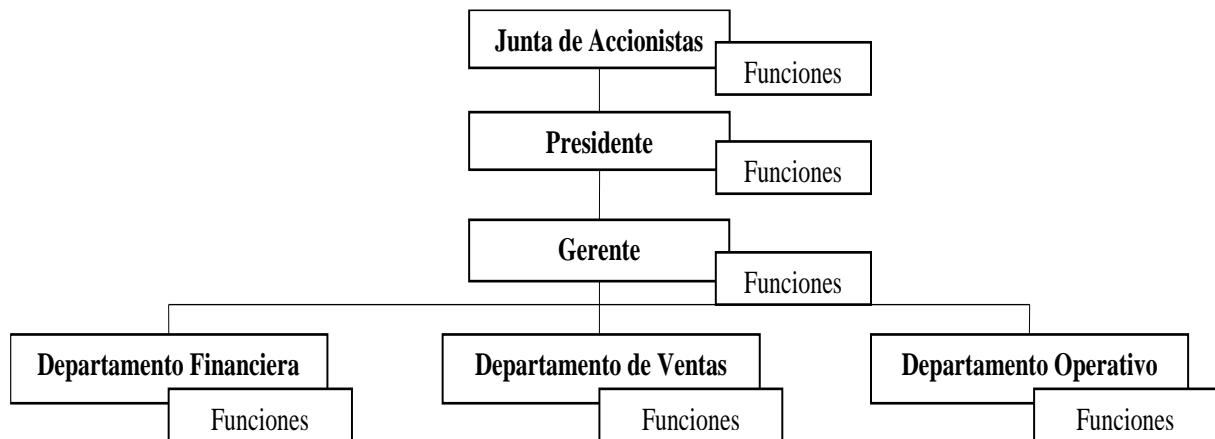 Junta de Accionistas
Funciones
Presidente
Funciones
Gerente
Funciones
Departamento Financiera
Funciones
Departamento de Ventas
Funciones
Departamento Operativo
Funciones